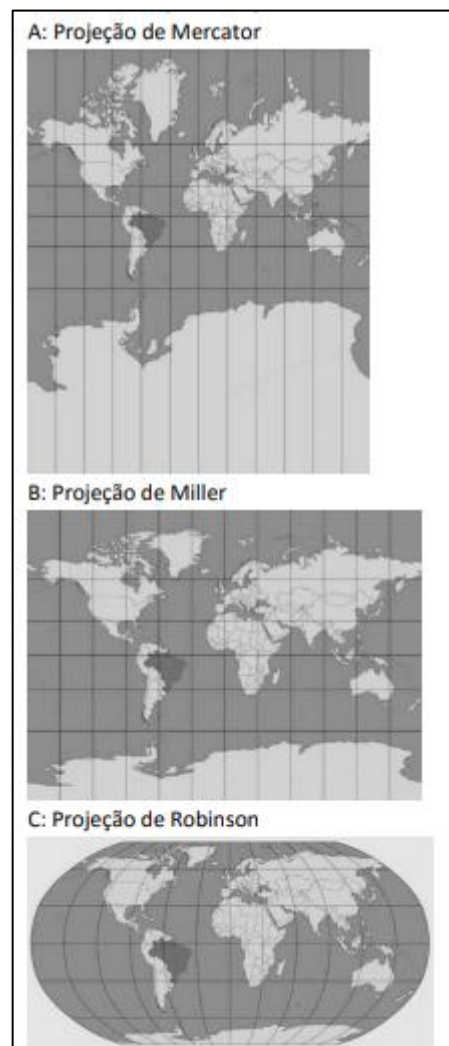 A: Projeção de Mercator
B: Projeção de Miller
C: Projeção de Robinson